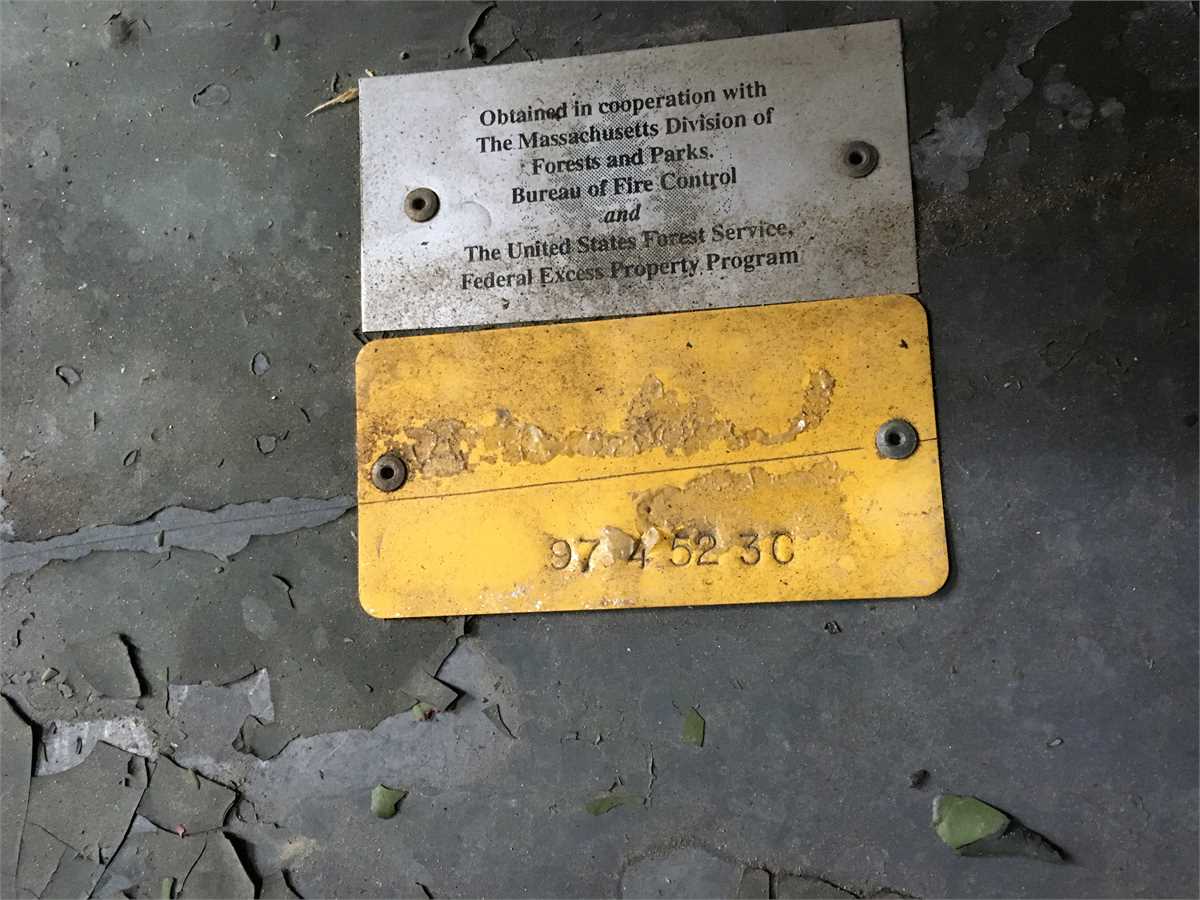 Obtained in cooperation with
The Massachusetts Division of
Forests and Parks.
Bureau of Fire Control
and
The United States Forest Service,
Federal Excess Property Program
97 4 52 3C